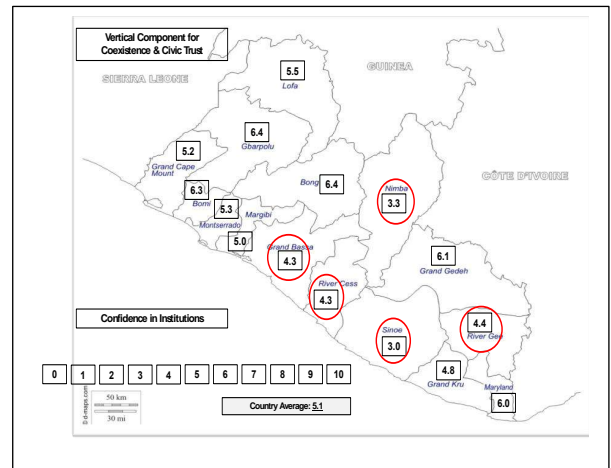 Vertical Component for
Coexistence & Civic Trust
SIERRA LEONE
GUINEA
CÔTE D'IVOIRE
5.5
Lofa
6.4
Gbarpolu
5.2
Grand Cape
Mount
6.3
Bomi
5.3
Montserrado
Margibi
5.0
Bong
6.4
Nimba
3.3
Grand Bassa
4.3
River Cess
4.3
6.1
Grand Gedeh
Sinoe
3.0
4.4
River Gee
4.8
Grand Kru
Maryland
6.0
Confidence in Institutions
0 1 2 3 4 5 6 7 8 9 10
50 km
30 mi
Country Average: 5.1
© d-maps.com